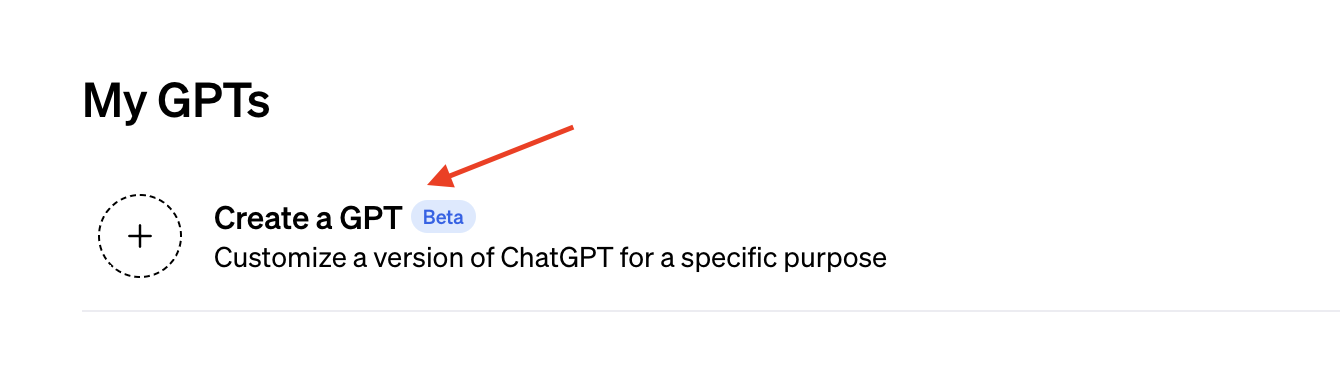 My GPTs
Create a GPT Beta
Customize a version of ChatGPT for a specific purpose